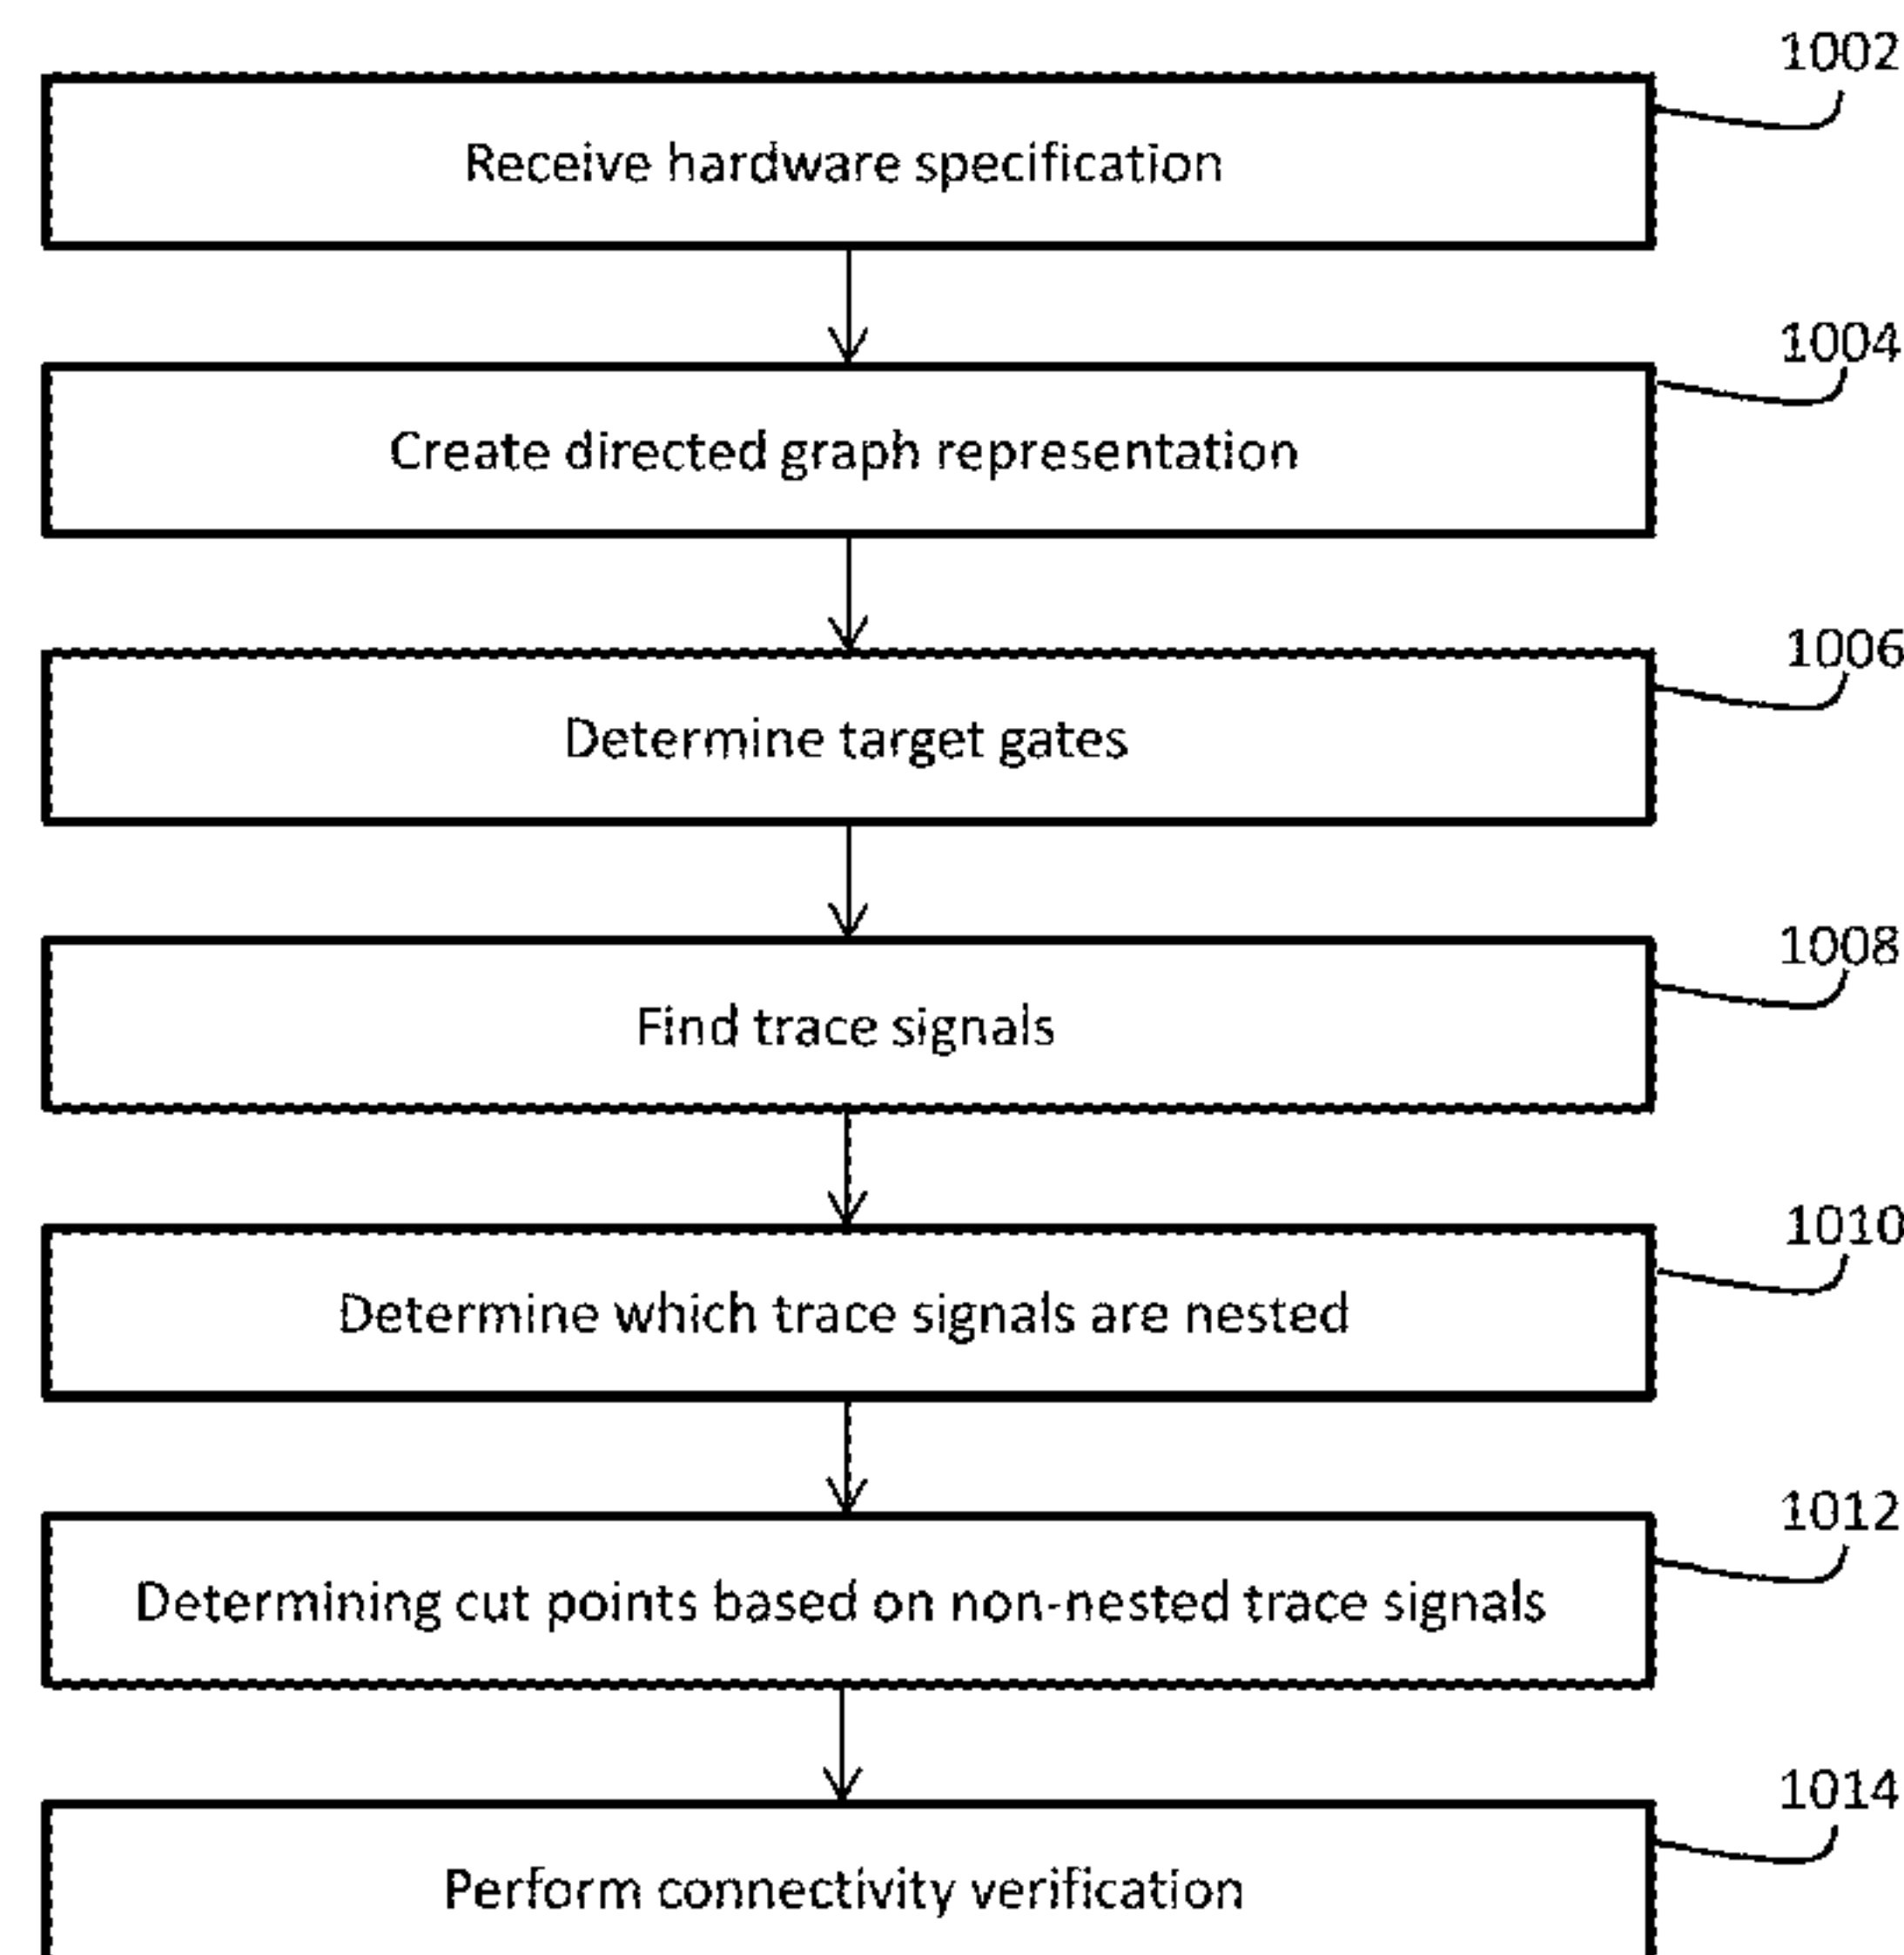 1002
Receive hardware specification
1004
Create directed graph representation
1006
Determine target gates
1008
Find trace signals
1010
Determine which trace signals are nested
1012
Determining cut points based on non-nested trace signals
1014
Perform connectivity verification